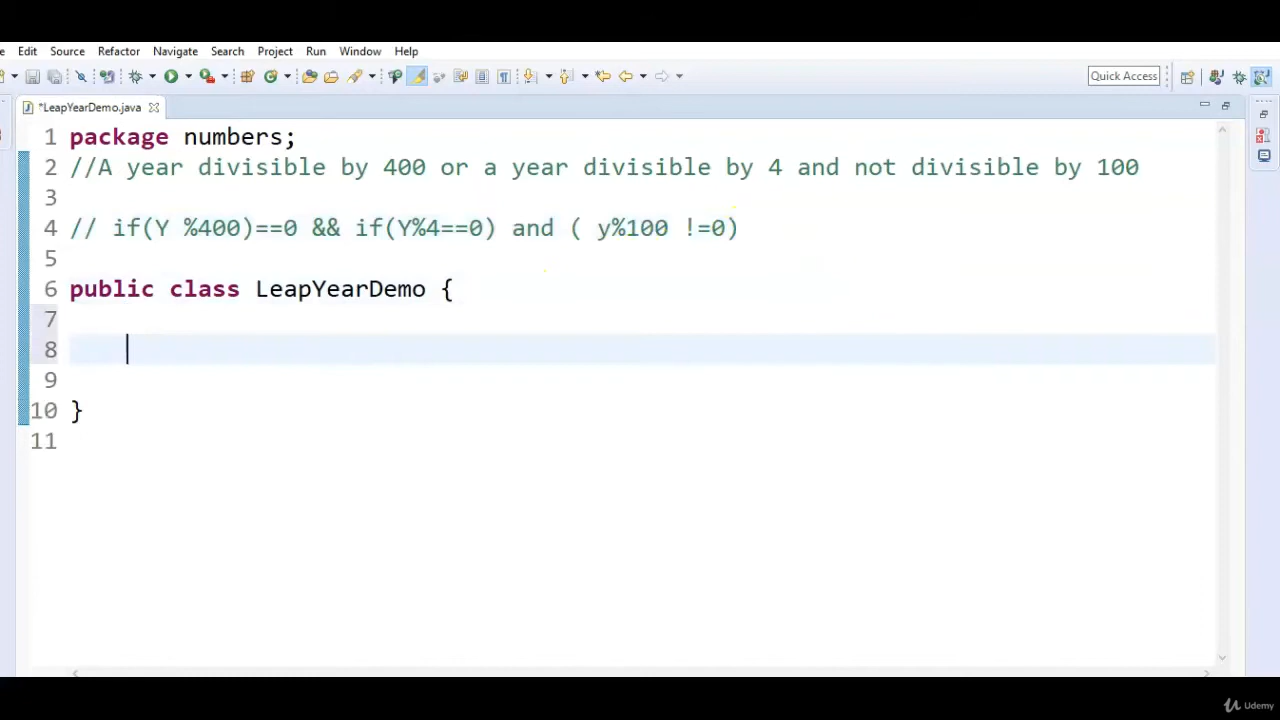 Edit Source Refactor Navigate Search Project Run Window Help
Quick Access
*LeapYearDemo.java
1 package numbers;
2 //A year divisible by 400 or a year divisible by 4 and not divisible by 100
3
4 // if(Y %400)==0 && if(Y%4==0) and ( y%100 !=0)
5
6 public class LeapYearDemo {
7
8
9
10 }
11
Udemy